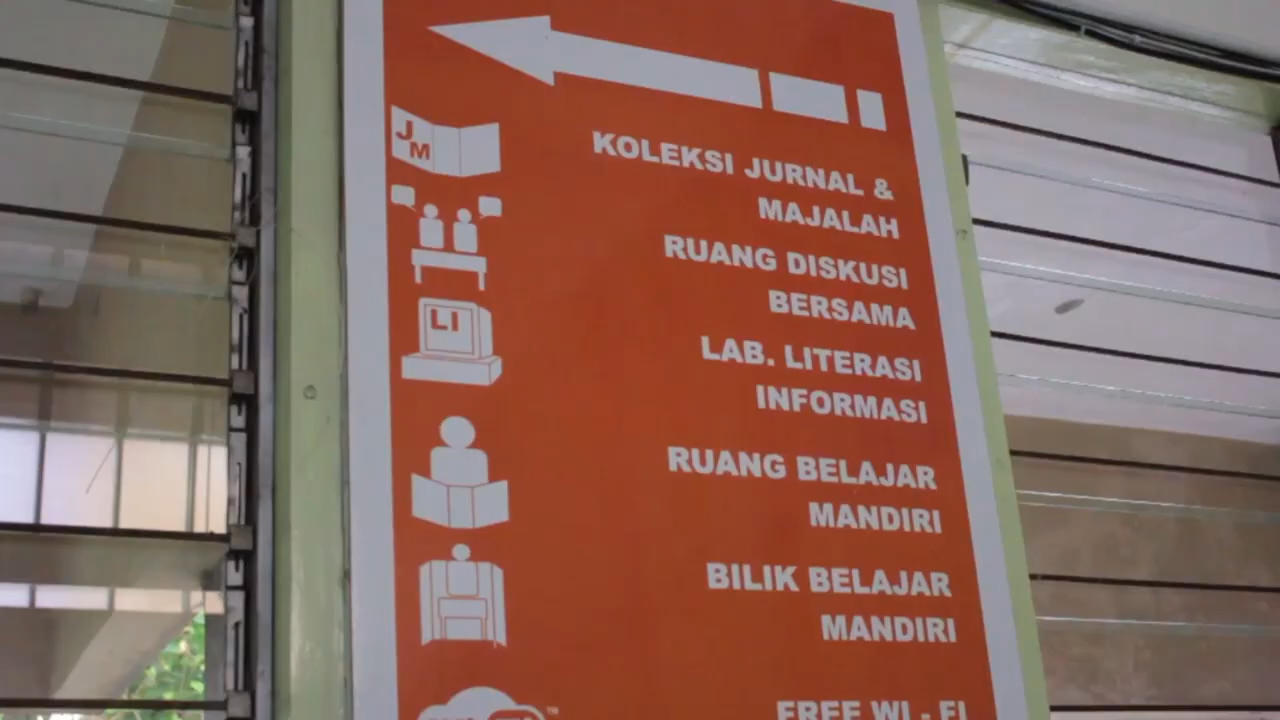 JM
KOLEKSI JURNAL &
MAJALAH
RUANG DISKUSI
BERSAMA
LI
LAB. LITERASI
INFORMASI
RUANG BELAJAR
MANDIRI
BILIK BELAJAR
MANDIRI
FREE WI - FI